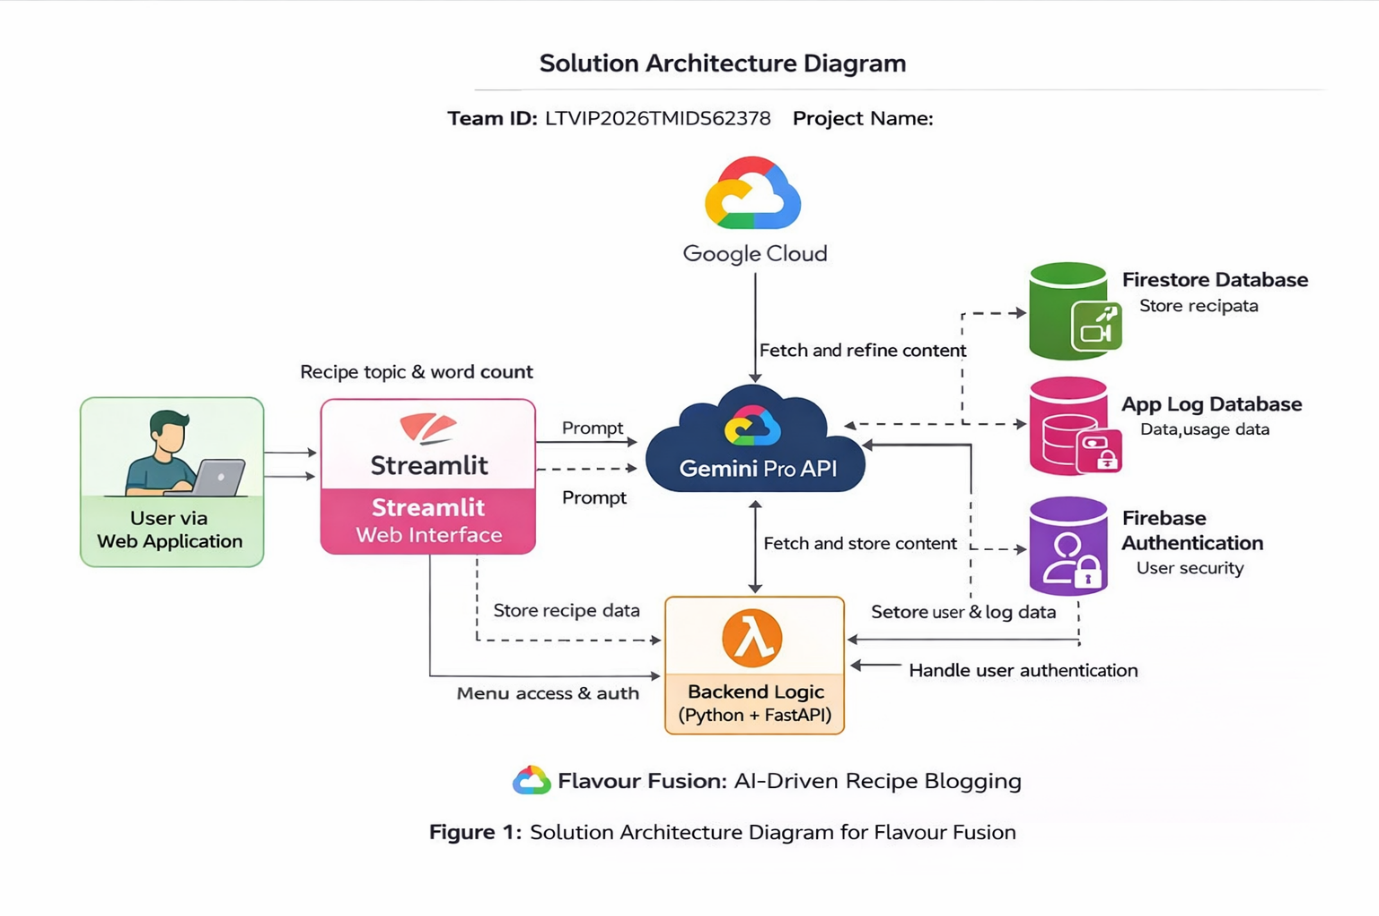 Solution Architecture Diagram
Team ID: LTVIP2026TMIDS62378 Project Name:
Google Cloud
Firestore Database
Store recipata
Fetch and refine content
Recipe topic & word count
App Log Database
Data,usage data
Prompt
Streamlit
Gemini Pro API
Prompt
Streamlit
Web Interface
User via
Web Application
Firebase
Authentication
User security
Fetch and store content
Store recipe data
Setore user & log data
Handle user authentication
Menu access & auth
λ
Backend Logic
(Python + FastAPI)
Flavour Fusion: AI-Driven Recipe Blogging
Figure 1: Solution Architecture Diagram for Flavour Fusion